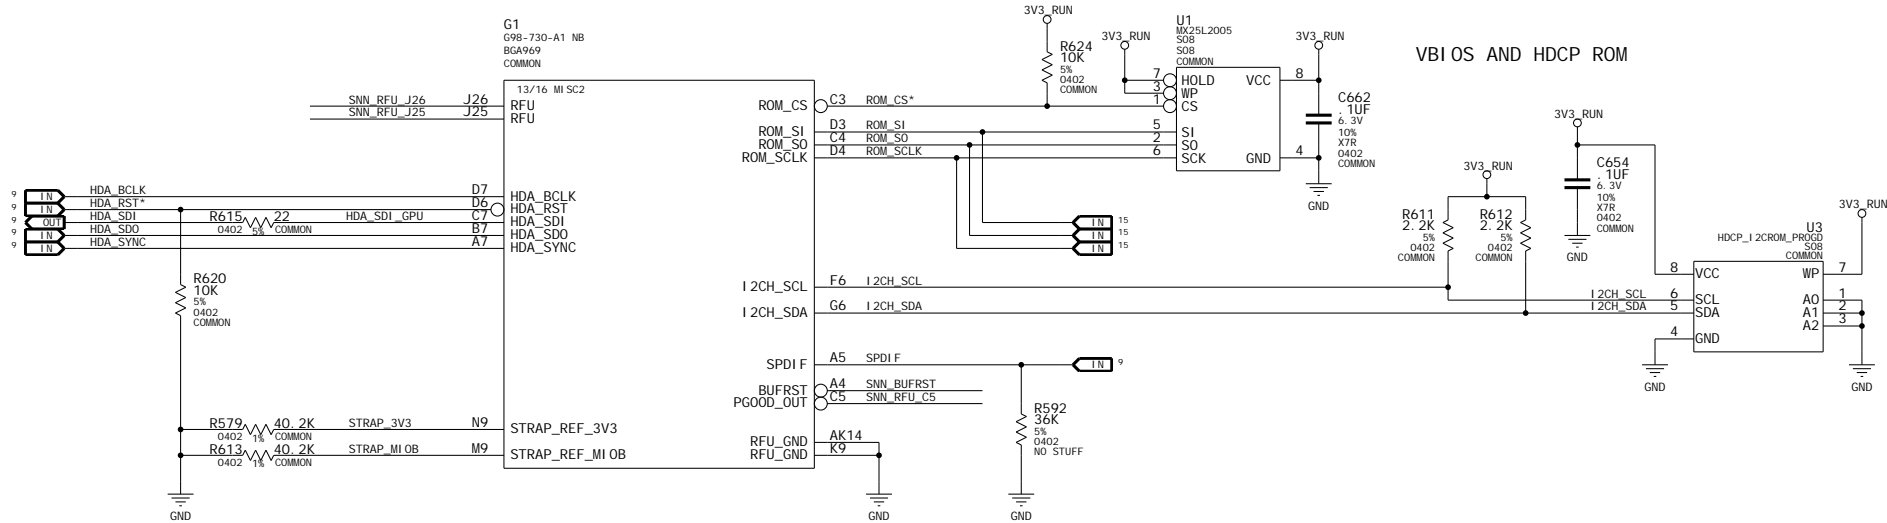 VBIOS AND HDCP ROM
G1
G98-730-A1 NB
BGA969
COMMON
13/16 MISC2
SNN_RFU_J26 J26 RFU
SNN_RFU_J25 J25 RFU
9 IN HDA_BCLK D7 HDA_BCLK
9 IN HDA_RST* D6 HDA_RST
9 OUT HDA_SDI R615 22 HDA_SDI_GPU C7 HDA_SDI
0402 5% COMMON
9 IN HDA_SDO B7 HDA_SDO
9 IN HDA_SYNC A7 HDA_SYNC
R620
10K
5%
0402
COMMON
R579 40.2K STRAP_3V3 N9 STRAP_REF_3V3
0402 1% COMMON
R613 40.2K STRAP_MIOB M9 STRAP_REF_MIOB
0402 1% COMMON
GND
ROM_CS C3 ROM_CS*
ROM_SI D3 ROM_SI
ROM_SO C4 ROM_SO
ROM_SCLK D4 ROM_SCLK
I2CH_SCL F6 I2CH_SCL
I2CH_SDA G6 I2CH_SDA
SPDIF A5 SPDIF
IN 9
BUFRST A4 SNN_BUFRST
PGOOD_OUT C5 SNN_RFU_C5
RFU_GND AK14
RFU_GND K9
GND
R592
36K
5%
0402
NO STUFF
GND
3V3_RUN
R624
10K
5%
0402
COMMON
3V3_RUN
U1
MX25L2005
SO8
SO8
COMMON
7 HOLD VCC 8
3 WP
1 CS
5 SI
2 SO
6 SCK GND 4
3V3_RUN
C662
.1UF
6.3V
10%
X7R
0402
COMMON
GND
IN 15
IN 15
IN 15
3V3_RUN
R611
2.2K
5%
0402
COMMON
R612
2.2K
5%
0402
COMMON
3V3_RUN
C654
.1UF
6.3V
10%
X7R
0402
COMMON
GND
U3
HDCP_I2CROM_PROGD
SO8
COMMON
3V3_RUN
8 VCC WP 7
I2CH_SCL 6 SCL A0 1
I2CH_SDA 5 SDA A1 2
A2 3
4 GND
GND
GND